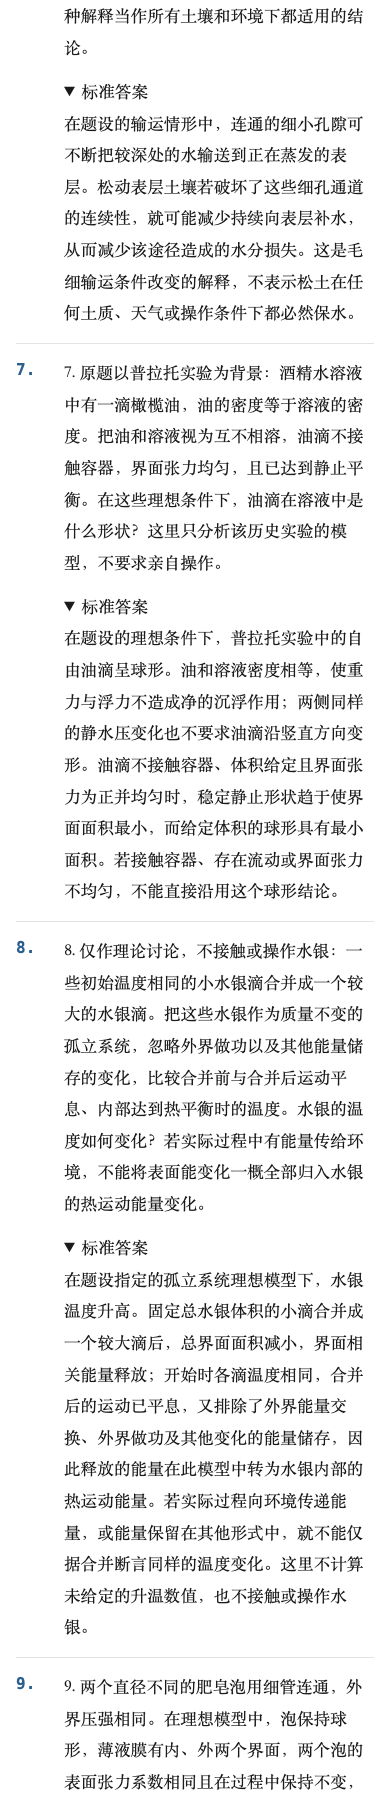 种解释当作所有土壤和环境下都适用的结
论。
▼ 标准答案
在题设的输运情形中，连通的细小孔隙可
不断把较深处的水输送到正在蒸发的表
层。松动表层土壤若破坏了这些细孔通道
的连续性，就可能减少持续向表层补水，
从而减少该途径造成的水分损失。这是毛
细输运条件改变的解释，不表示松土在任
何土质、天气或操作条件下都必然保水。
7. 7. 原题以普拉托实验为背景：酒精水溶液
中有一滴橄榄油，油的密度等于溶液的密
度。把油和溶液视为互不相溶，油滴不接
触容器，界面张力均匀，且已达到静止平
衡。在这些理想条件下，油滴在溶液中是
什么形状？这里只分析该历史实验的模
型，不要求亲自操作。
▼ 标准答案
在题设的理想条件下，普拉托实验中的自
由油滴呈球形。油和溶液密度相等，使重
力与浮力不造成净的沉浮作用；两侧同样
的静水压变化也不要求油滴沿竖直方向变
形。油滴不接触容器、体积给定且界面张
力为正并均匀时，稳定静止形状趋于使界
面面积最小，而给定体积的球形具有最小
面积。若接触容器、存在流动或界面张力
不均匀，不能直接沿用这个球形结论。
8. 8. 仅作理论讨论，不接触或操作水银：一
些初始温度相同的小水银滴合并成一个较
大的水银滴。把这些水银作为质量不变的
孤立系统，忽略外界做功以及其他能量储
存的变化，比较合并前与合并后运动平
息、内部达到热平衡时的温度。水银的温
度如何变化？若实际过程中有能量传给环
境，不能将表面能变化一概全部归入水银
的热运动能量变化。
▼ 标准答案
在题设指定的孤立系统理想模型下，水银
温度升高。固定总水银体积的小滴合并成
一个较大滴后，总界面面积减小，界面相
关能量释放；开始时各滴温度相同，合并
后的运动已平息，又排除了外界能量交
换、外界做功及其他变化的能量储存，因
此释放的能量在此模型中转为水银内部的
热运动能量。若实际过程向环境传递能
量，或能量保留在其他形式中，就不能仅
据合并断言同样的温度变化。这里不计算
未给定的升温数值，也不接触或操作水
银。
9. 9. 两个直径不同的肥皂泡用细管连通，外
界压强相同。在理想模型中，泡保持球
形，薄液膜有内、外两个界面，两个泡的
表面张力系数相同且在过程中保持不变，